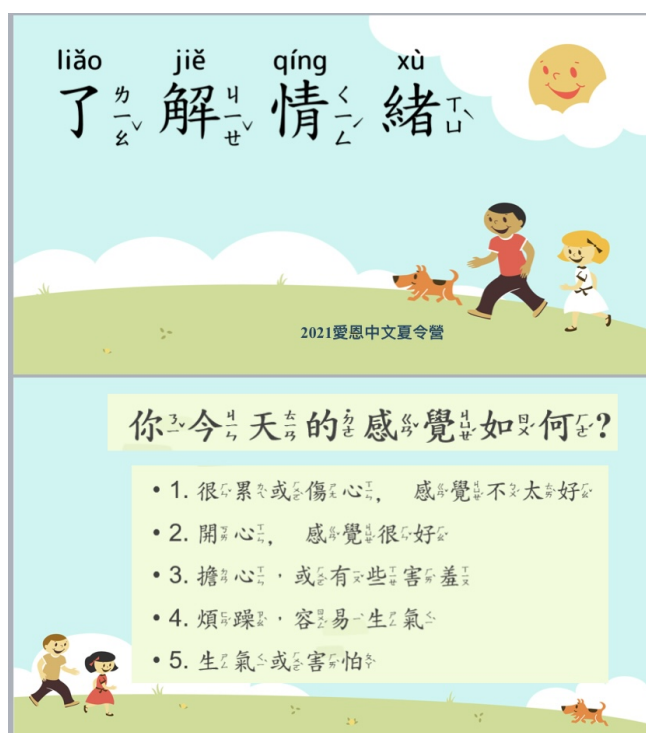 liǎo jiě qíng xù
了ㄌㄧㄠˇ解ㄐㄧㄝˇ情ㄑㄧㄥˊ緒ㄒㄩˋ
2021愛恩中文夏令營
你ㄋㄧˇ今ㄐㄧㄣ天ㄊㄧㄢ的ㄉㄜ˙感ㄍㄢˇ覺ㄐㄩㄝˊ如ㄖㄨˊ何ㄏㄜˊ?
• 1. 很ㄏㄣˇ累ㄌㄟˋ或ㄏㄨㄛˋ傷ㄕㄤ心ㄒㄧㄣ, 感ㄍㄢˇ覺ㄐㄩㄝˊ不ㄅㄨˊ太ㄊㄞˋ好ㄏㄠˇ
• 2. 開ㄎㄞ心ㄒㄧㄣ, 感ㄍㄢˇ覺ㄐㄩㄝˊ很ㄏㄣˇ好ㄏㄠˇ
• 3. 擔ㄉㄢ心ㄒㄧㄣ，或ㄏㄨㄛˋ有ㄧㄡˇ些ㄒㄧㄝ害ㄏㄞˋ羞ㄒㄧㄡ
• 4. 煩ㄈㄢˊ躁ㄗㄠˋ，容ㄖㄨㄥˊ易ㄧˋ生ㄕㄥ氣ㄑㄧˋ
• 5. 生ㄕㄥ氣ㄑㄧˋ或ㄏㄨㄛˋ害ㄏㄞˋ怕ㄆㄚˋ